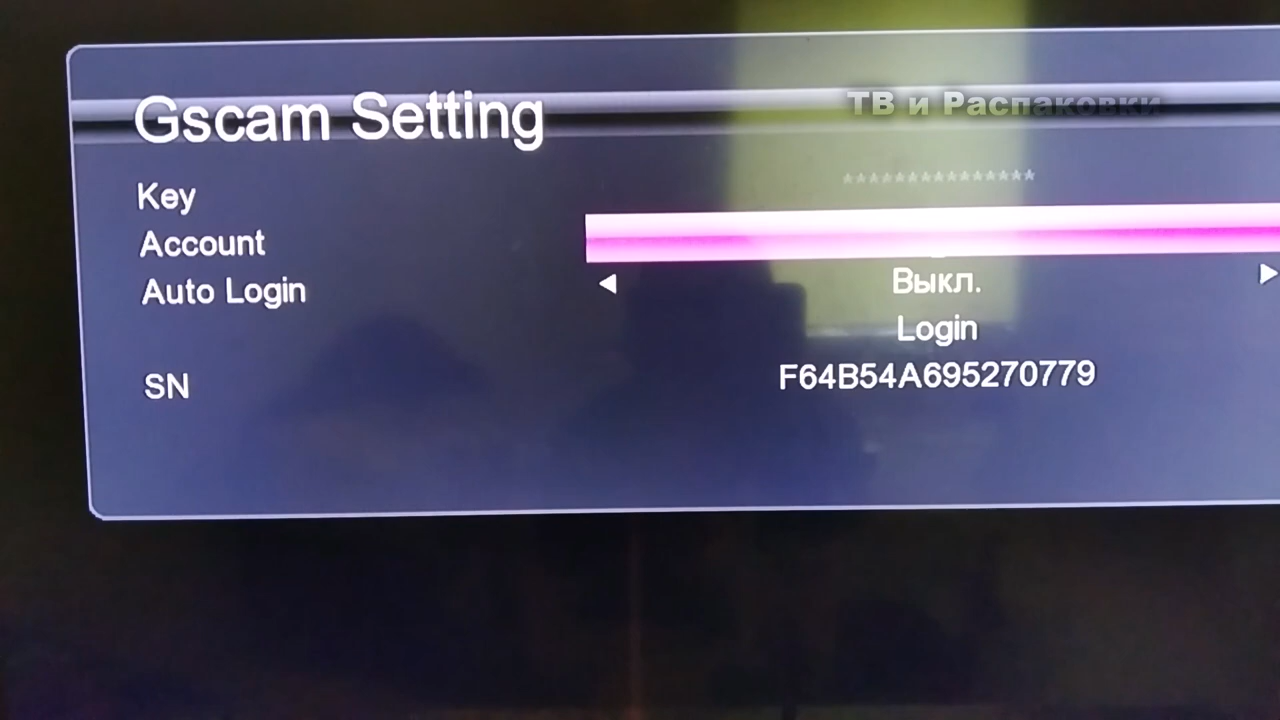 ТВ и Распаковки
Gscam Setting
Key ***************
Account
Auto Login Выкл.
Login
SN F64B54A695270779